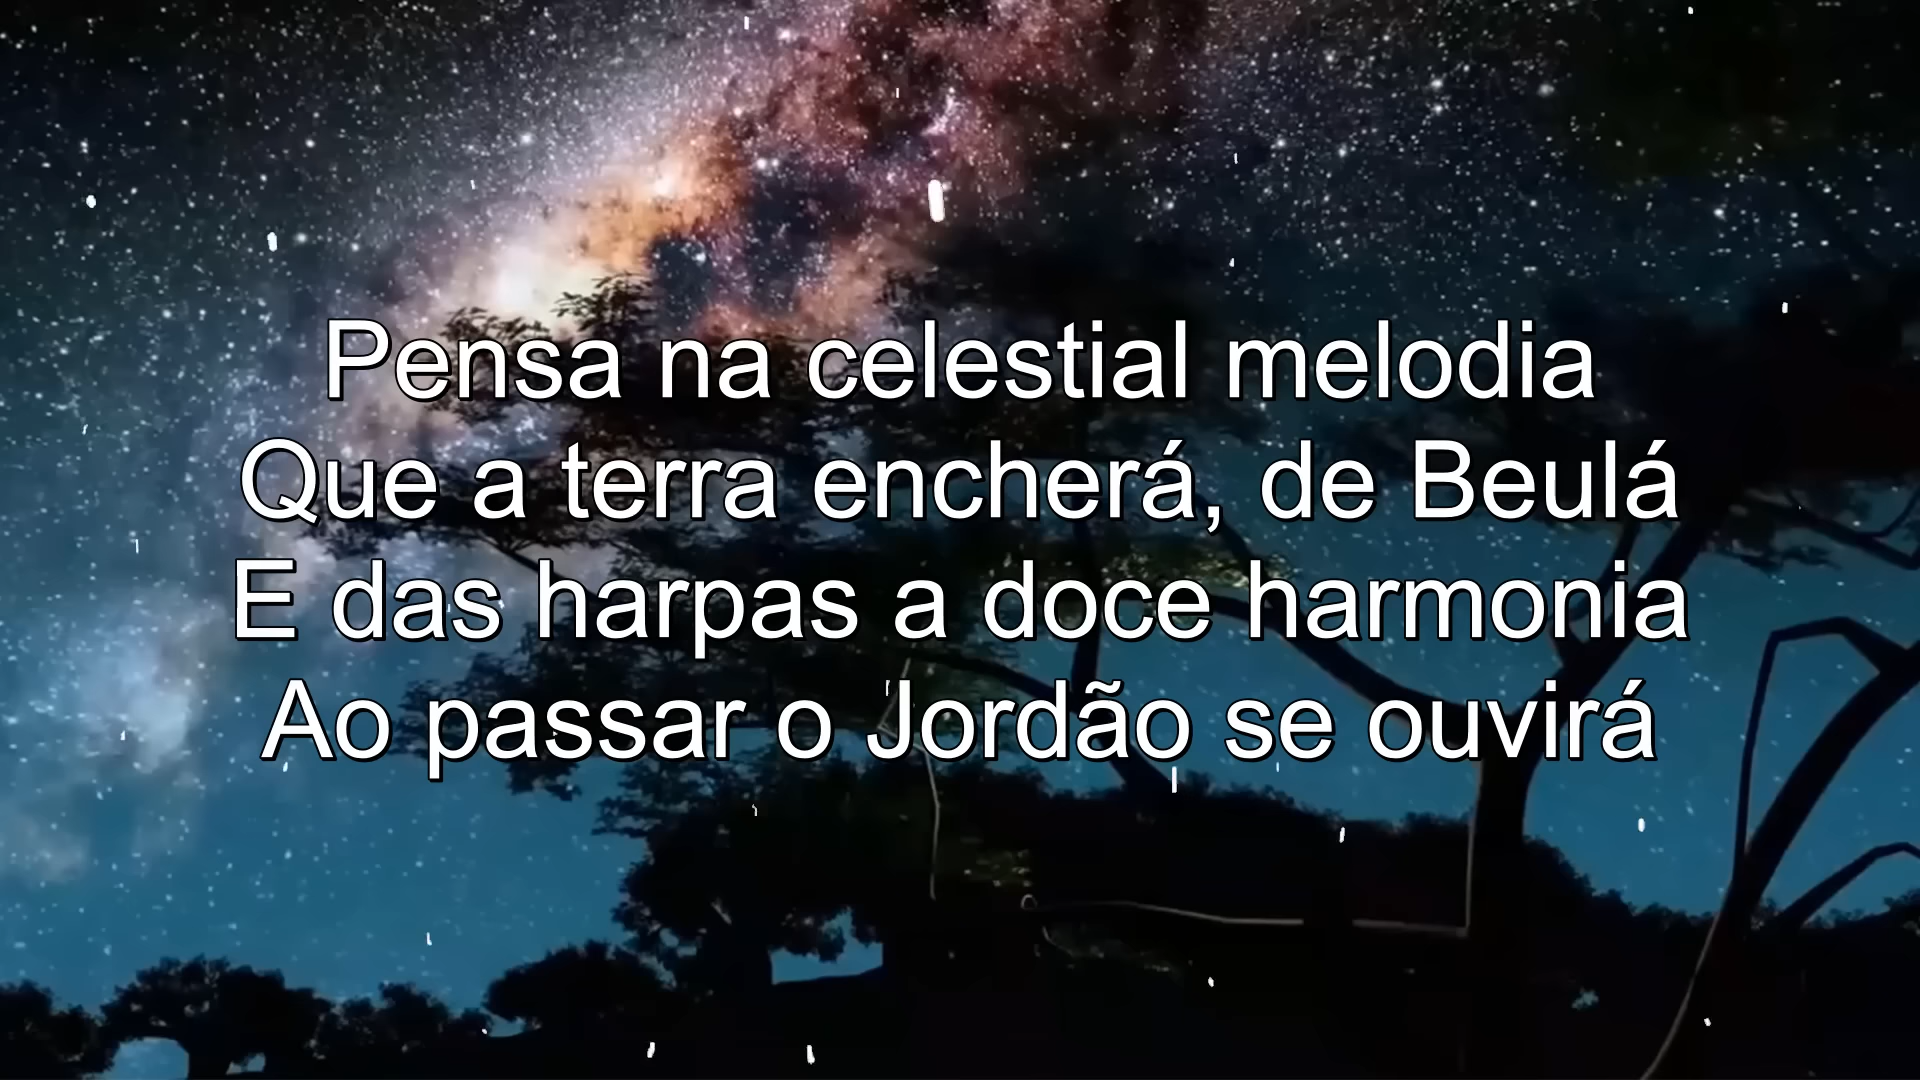 Pensa na celestial melodia
Que a terra encherá, de Beulá
E das harpas a doce harmonia
Ao passar o Jordão se ouvirá